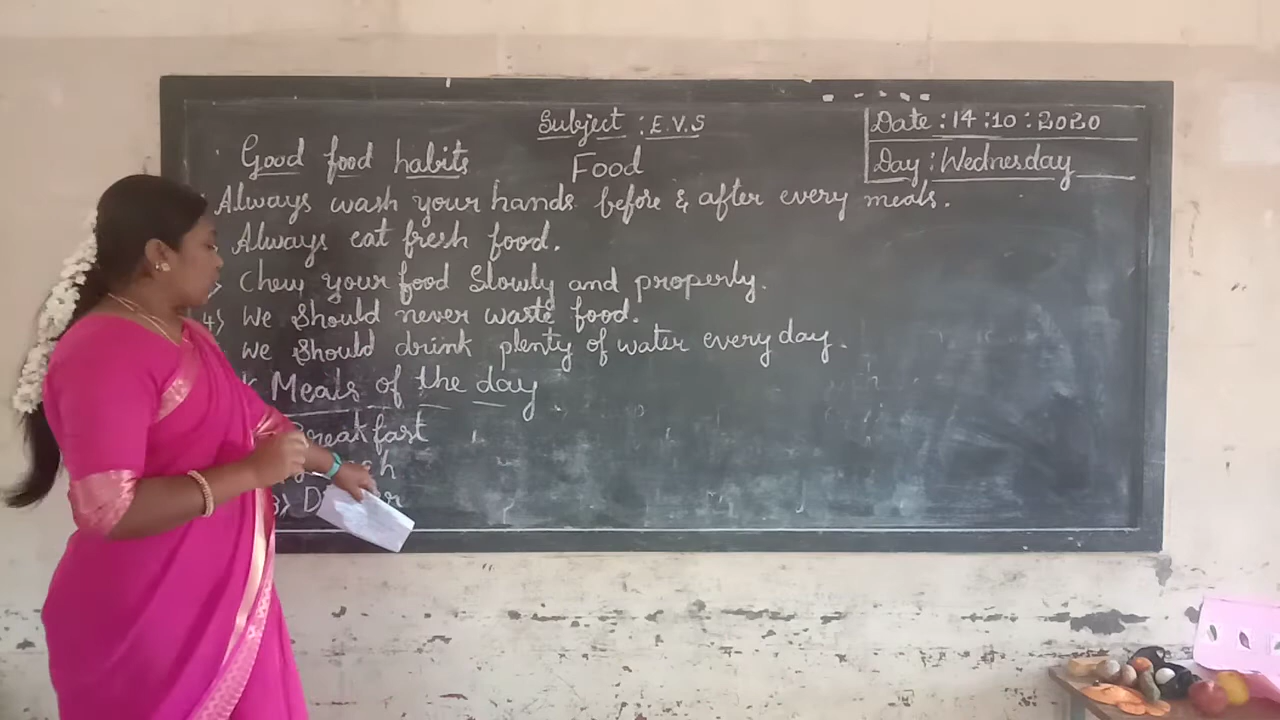 Subject : E.V.S
Date : 14 : 10 : 2020
Day : Wednesday
Good food habits
Food
Always wash your hands before & after every meals.
Always eat fresh food.
Chew your food Slowly and properly.
4) We Should never waste food.
We Should drink plenty of water every day.
Meals of the day
Breakfast
3)